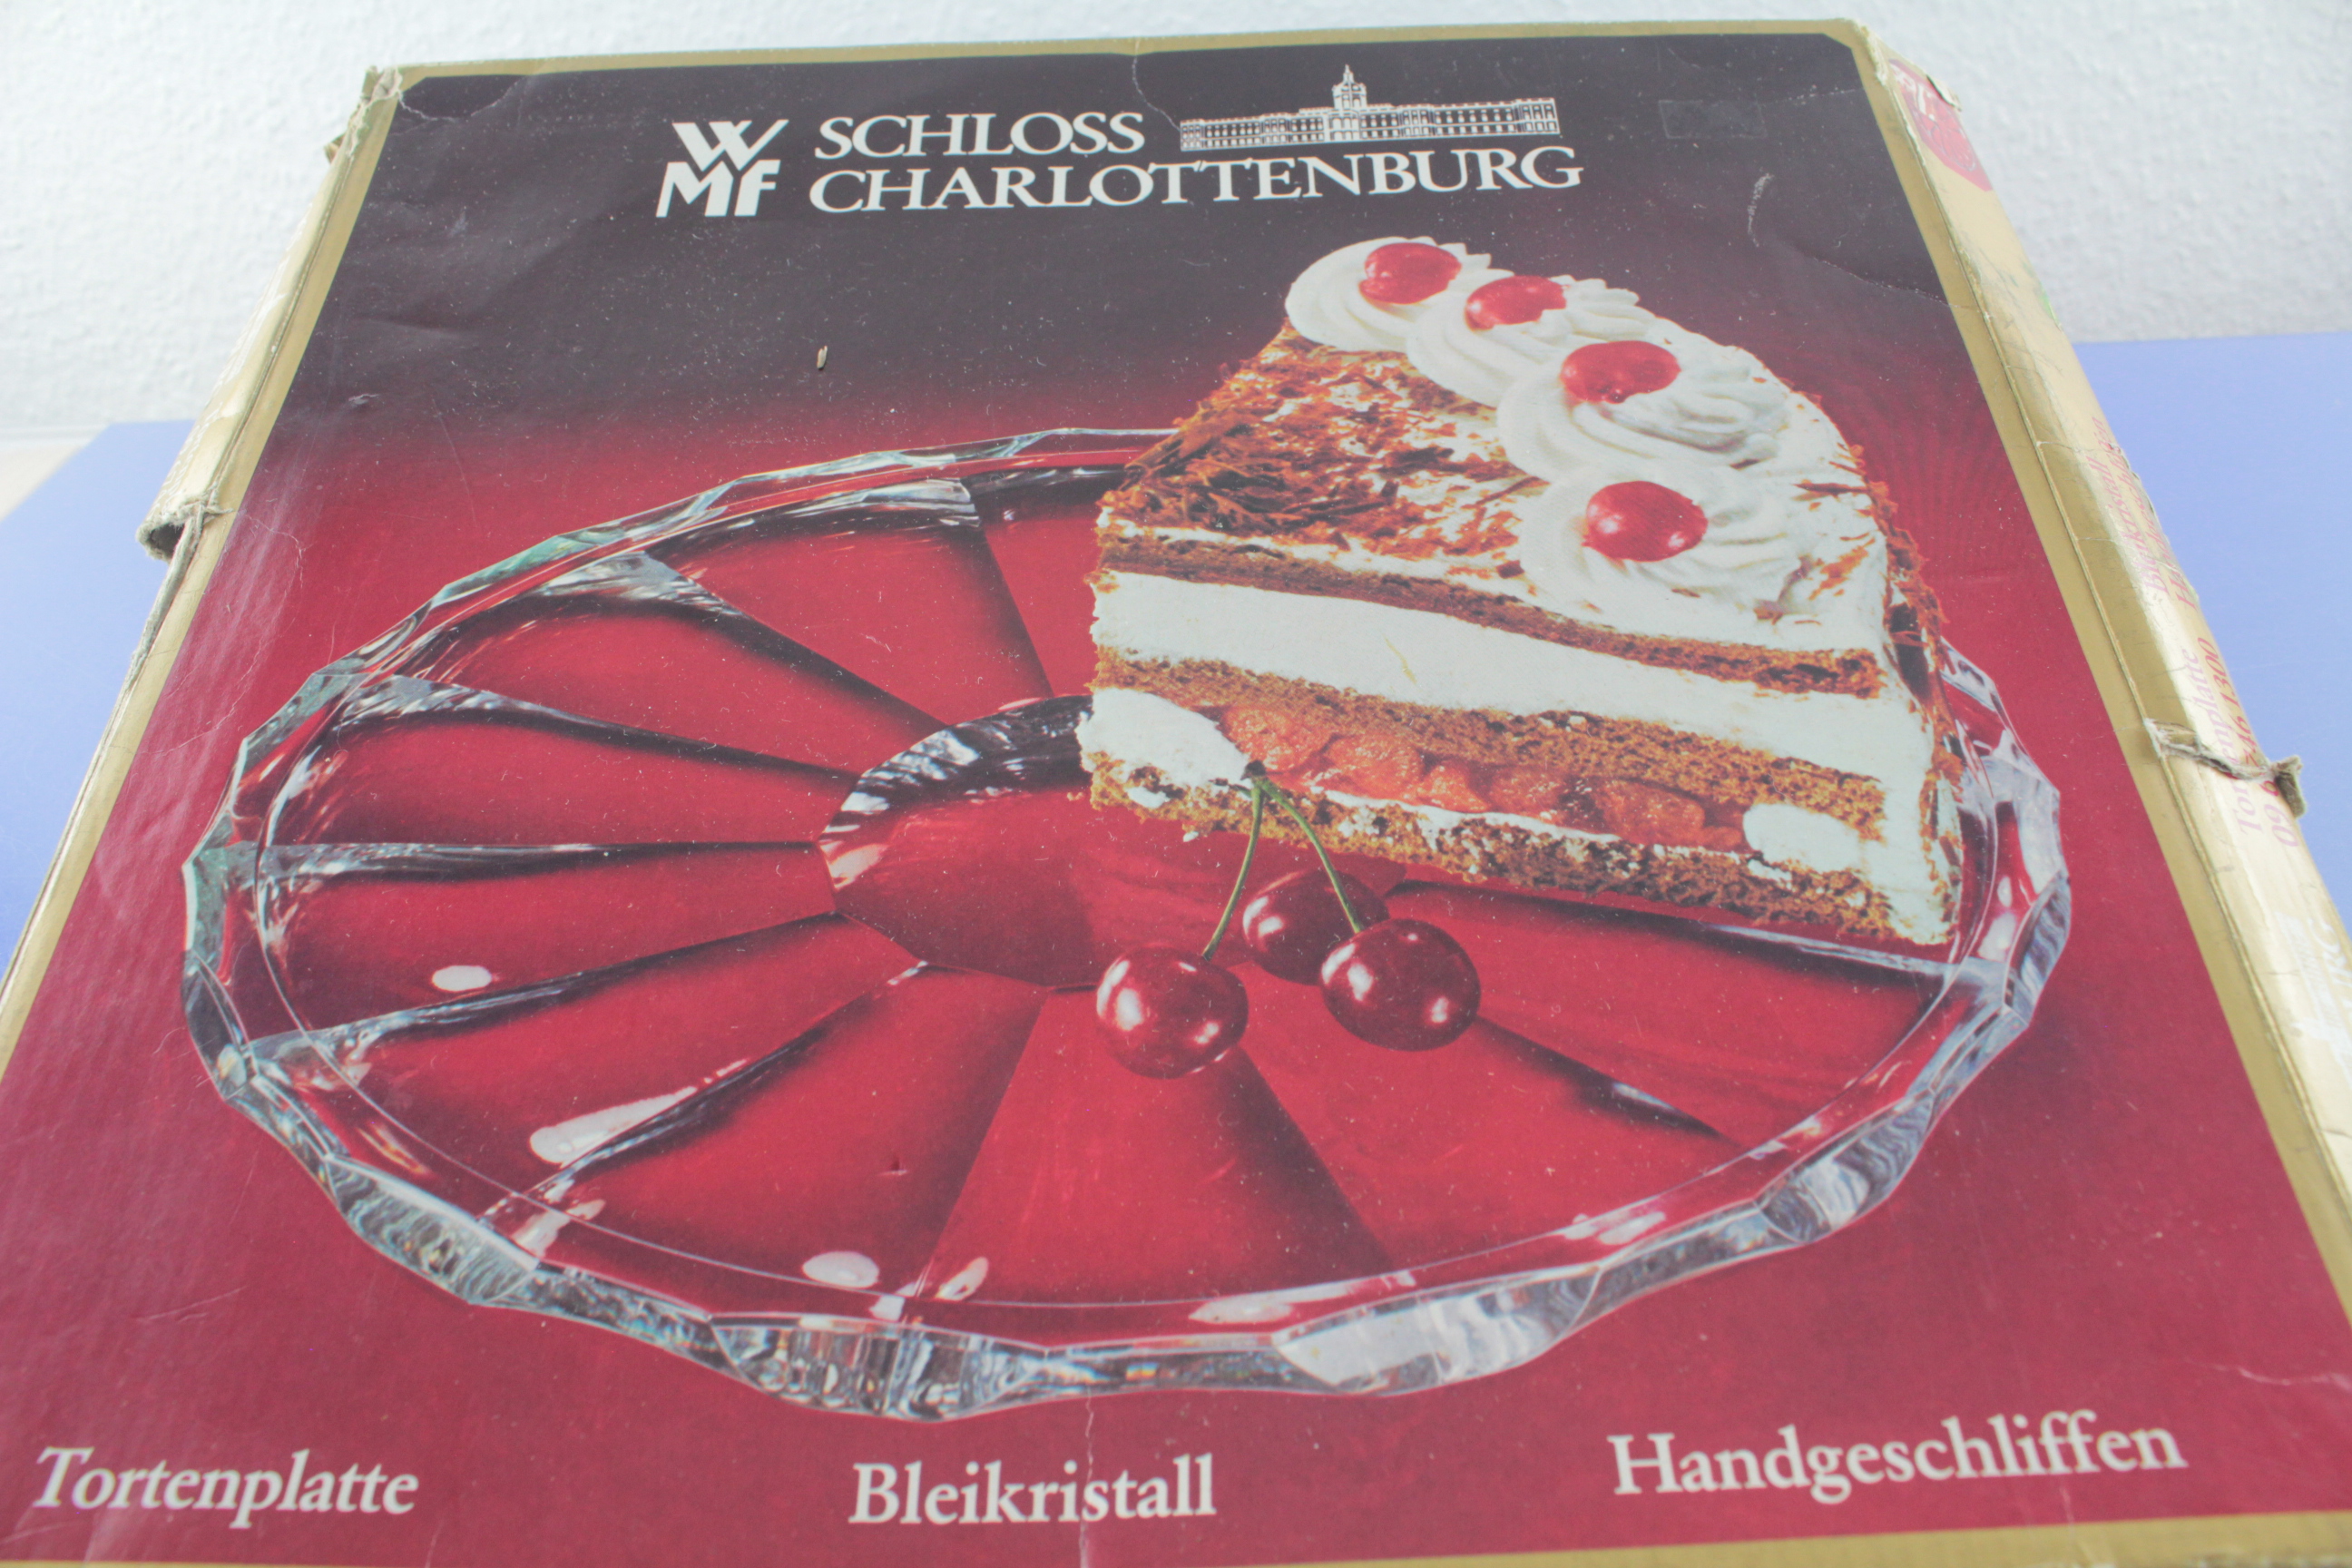 WMF
SCHLOSS
CHARLOTTENBURG
Tortenplatte
Bleikristall
Handgeschliffen